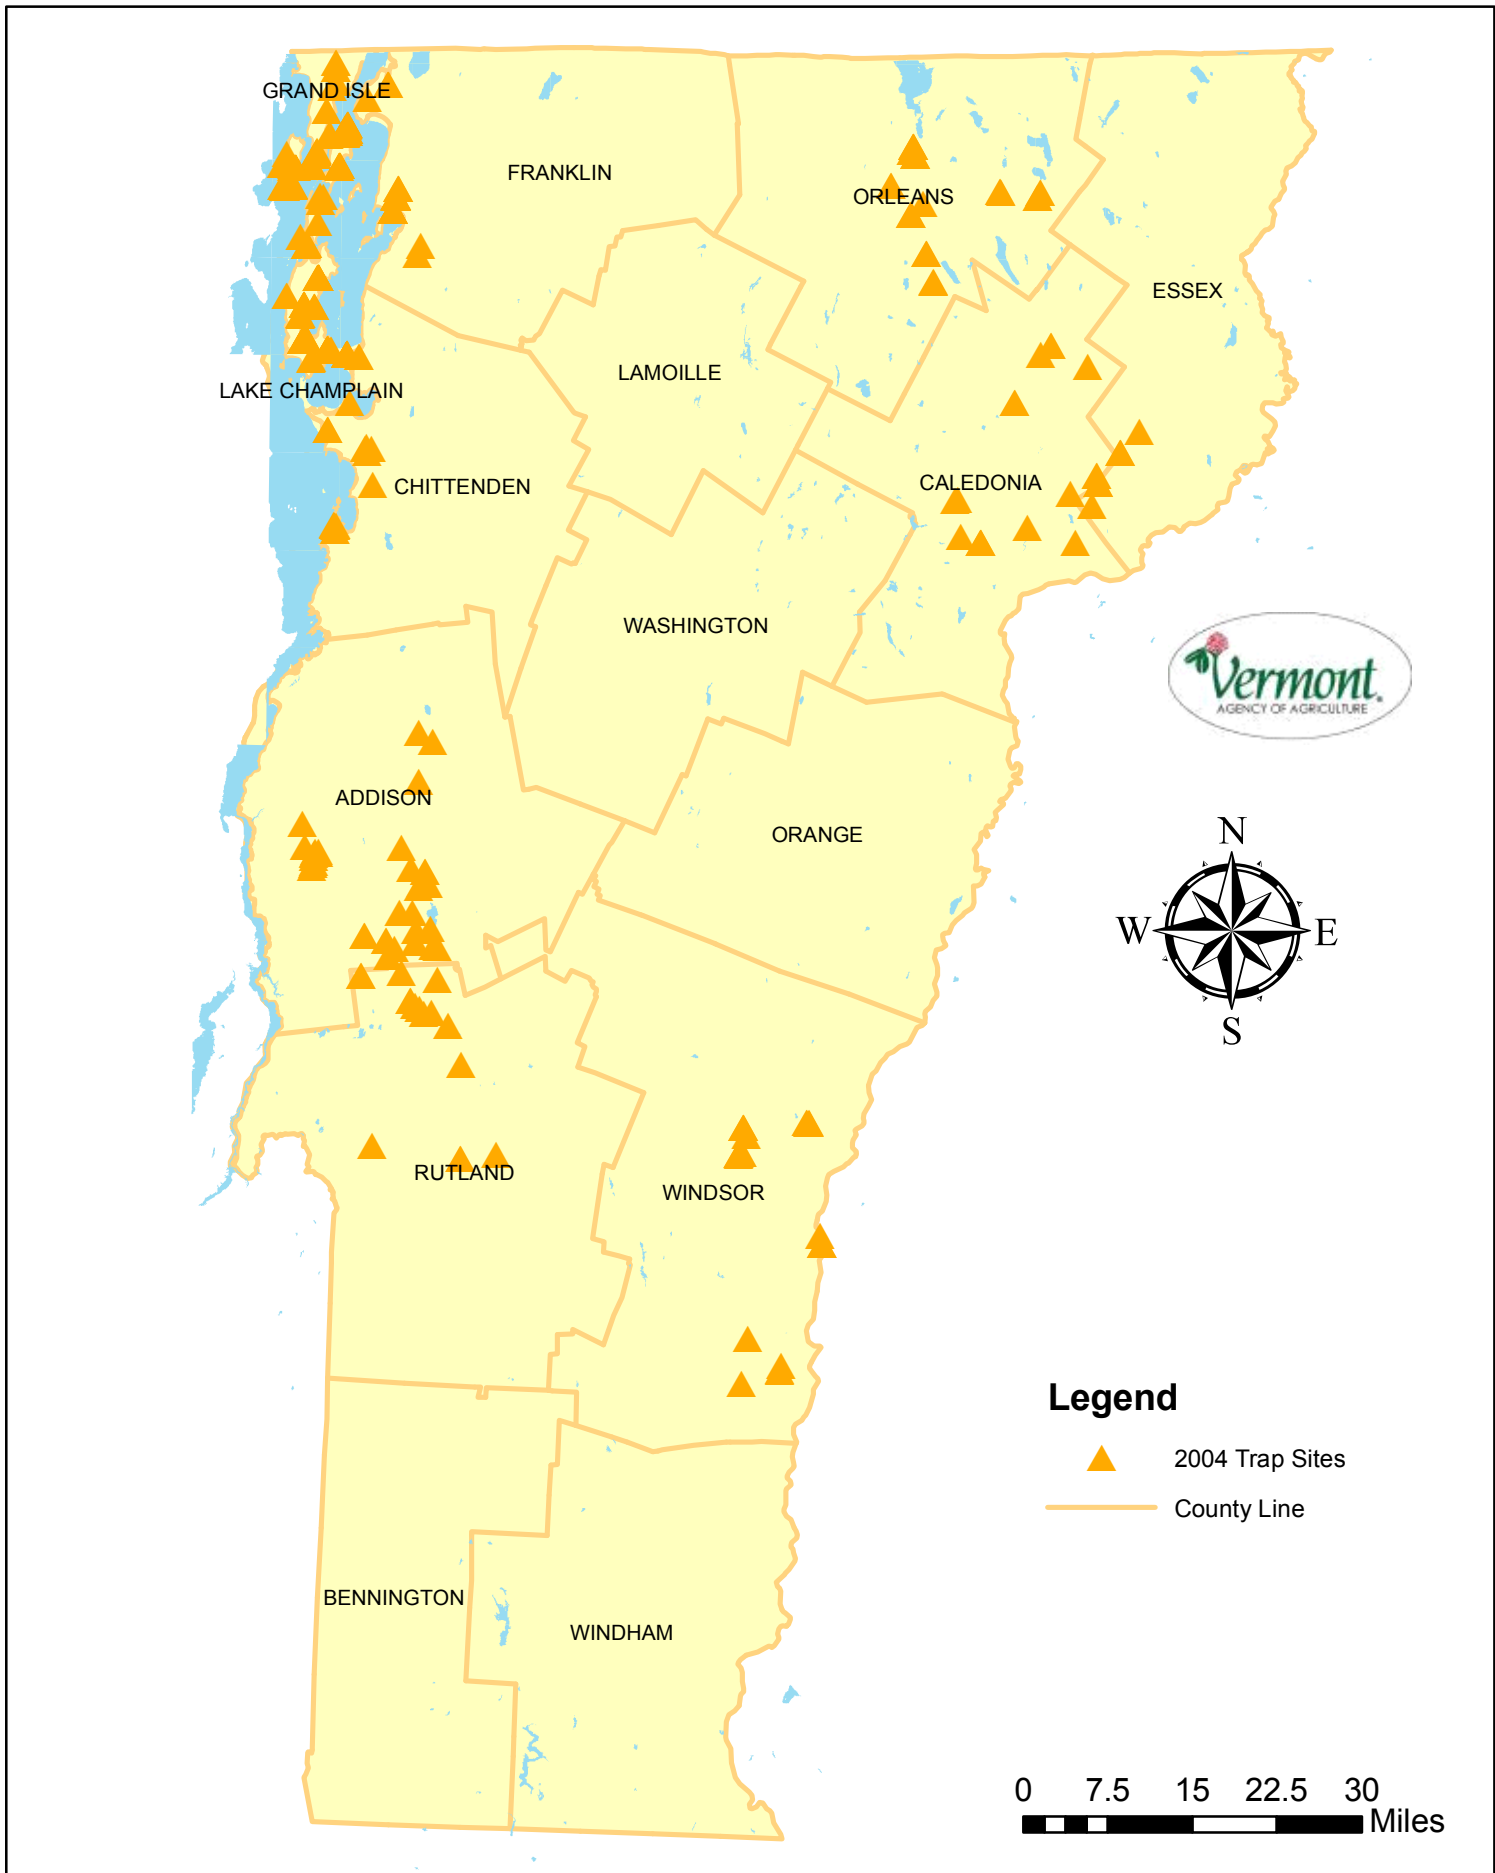 GRAND ISLE
FRANKLIN
ORLEANS
ESSEX
LAMOILLE
LAKE CHAMPLAIN
CALEDONIA
CHITTENDEN
WASHINGTON
Vermont
AGENCY OF AGRICULTURE
ADDISON
ORANGE
N
W
E
S
RUTLAND
WINDSOR
Legend
2004 Trap Sites
County Line
BENNINGTON
WINDHAM
0 7.5 15 22.5 30
Miles